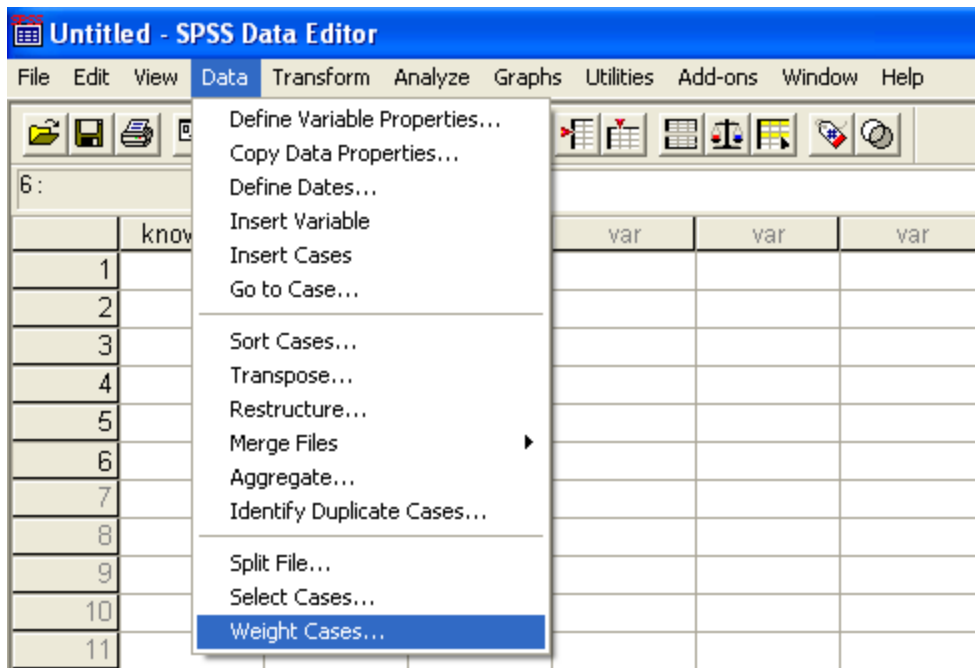 SPSS
Untitled - SPSS Data Editor
File Edit View Data Transform Analyze Graphs Utilities Add-ons Window Help
Define Variable Properties...
Copy Data Properties...
6:
Define Dates...
Insert Variable
var var var
Insert Cases
1
Go to Case...
2
3
Sort Cases...
4
Transpose...
5
Restructure...
6
Merge Files
7
Aggregate...
Identify Duplicate Cases...
8
9
Split File...
10
Select Cases...
11
Weight Cases...